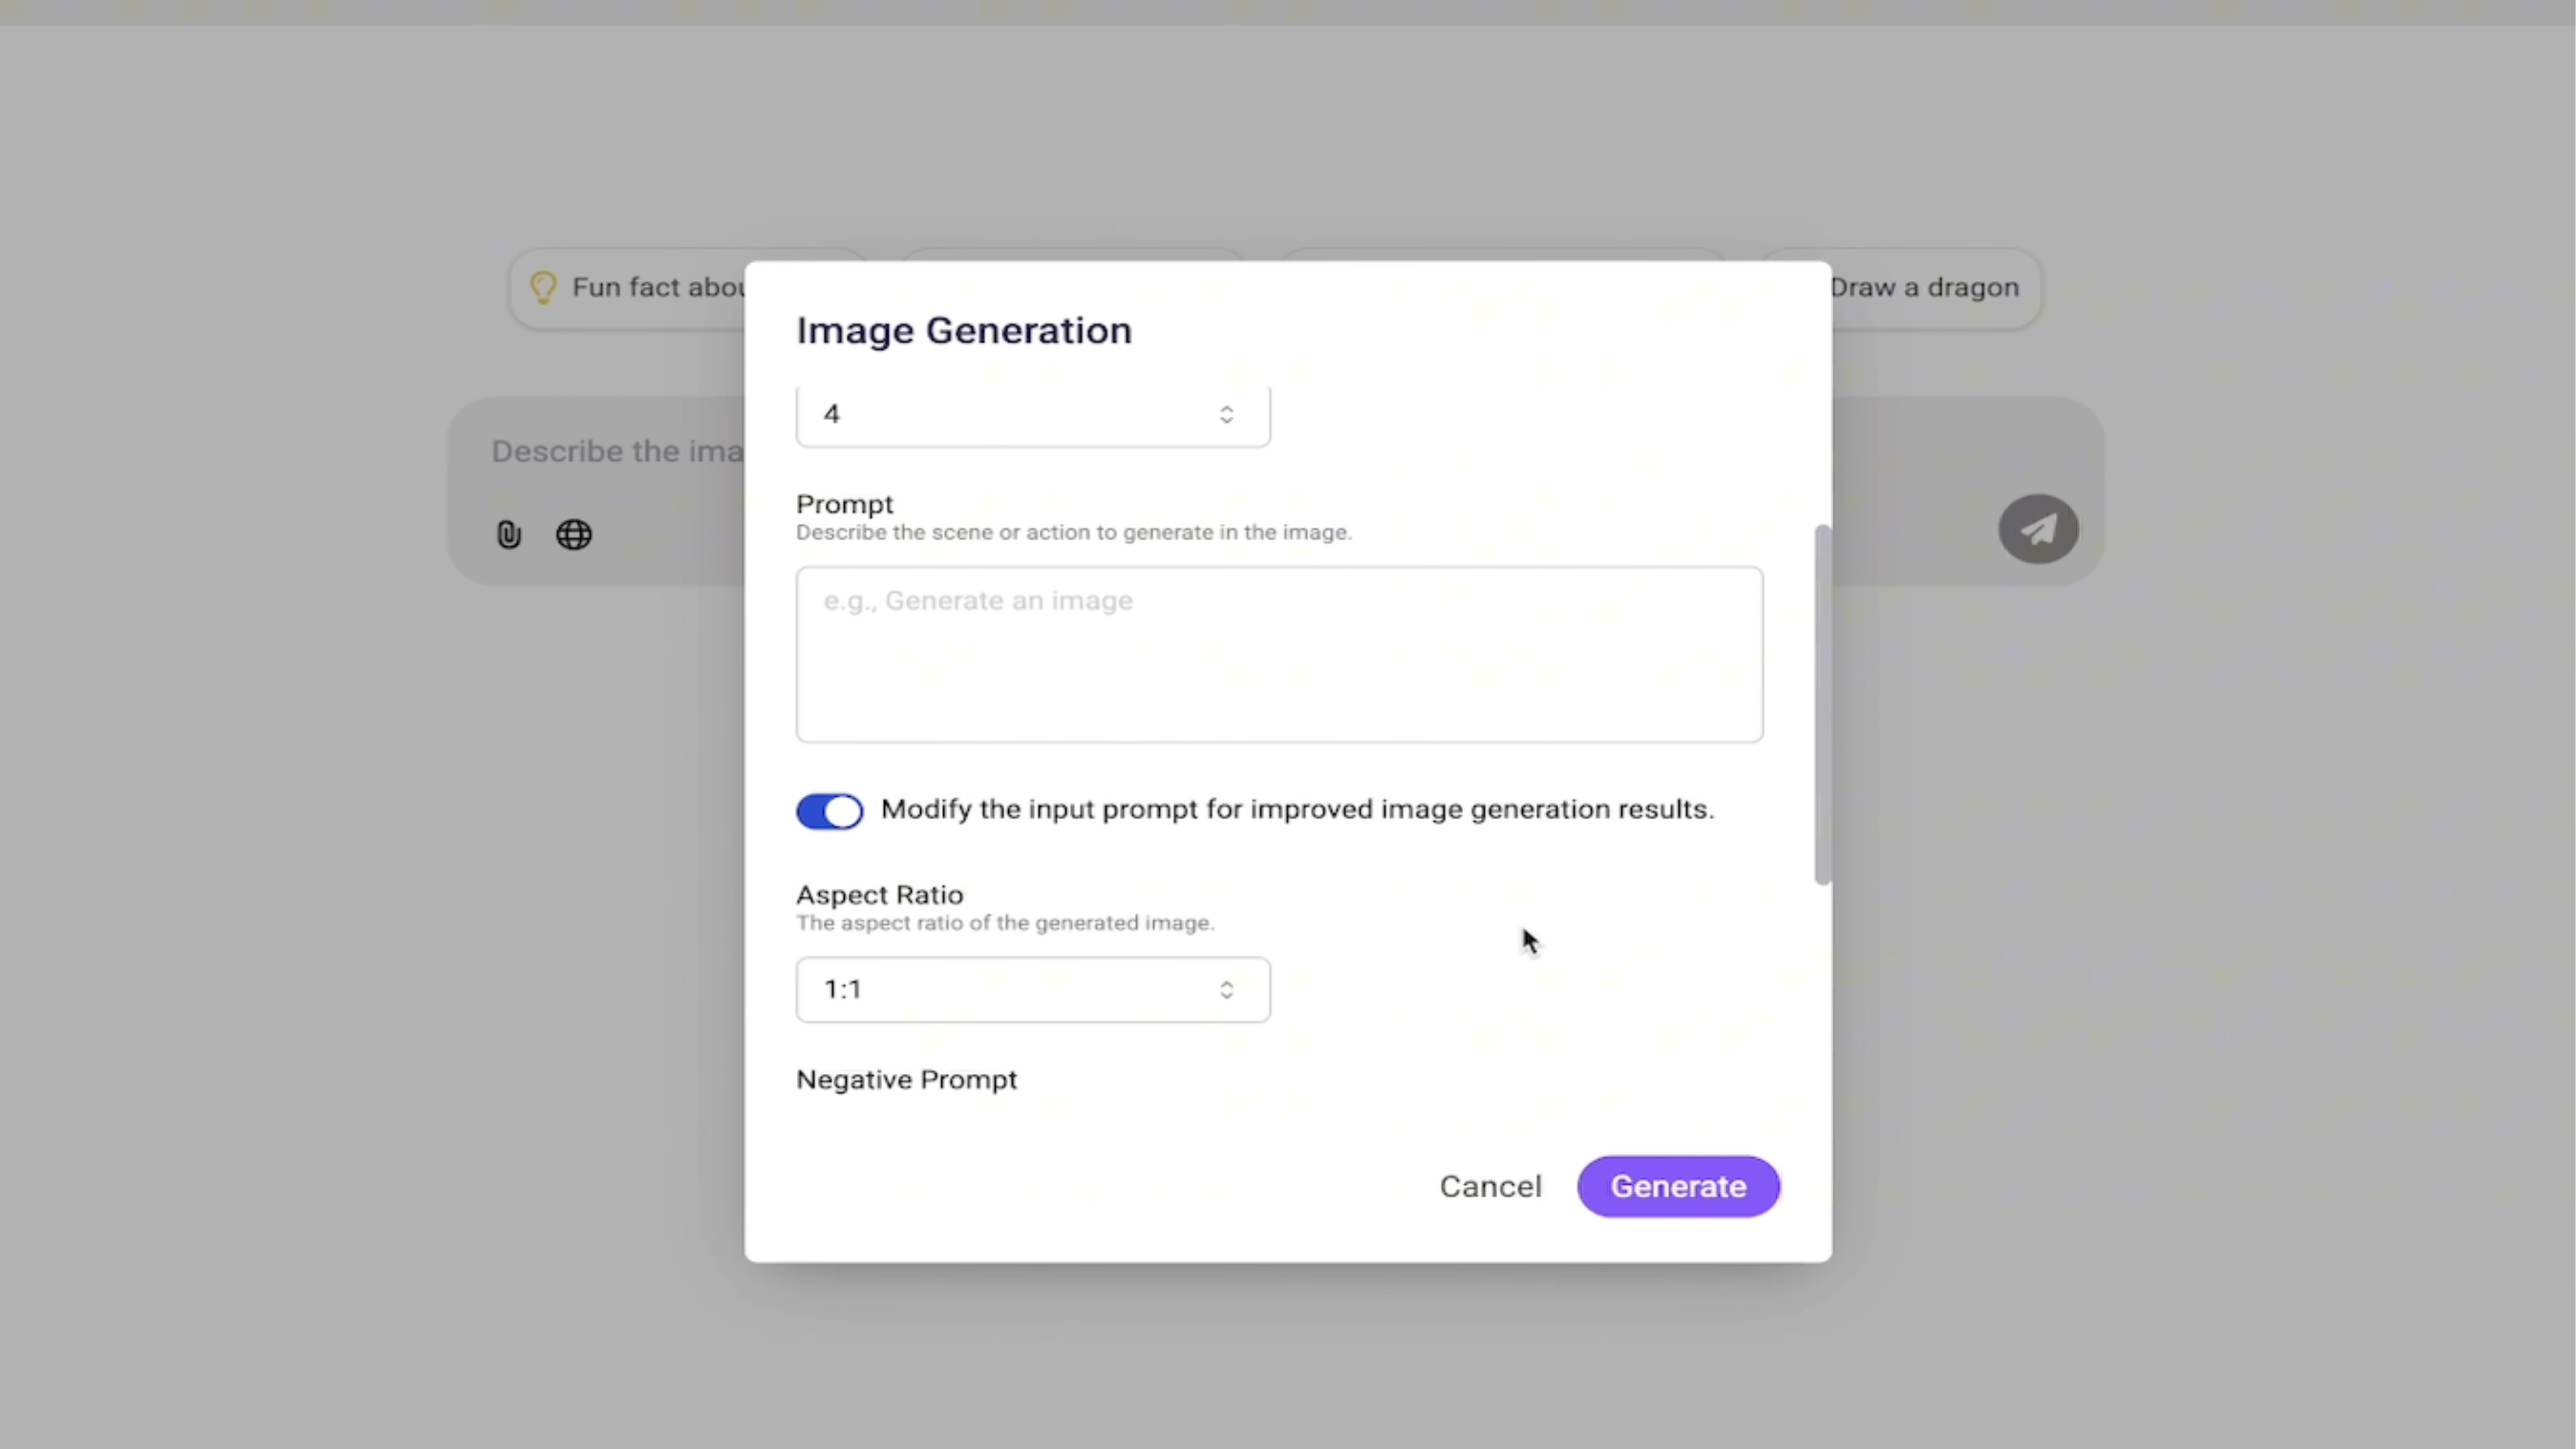 Fun fact abou
Draw a dragon
Describe the ima
Image Generation
4
Prompt
Describe the scene or action to generate in the image.
e.g., Generate an image
Modify the input prompt for improved image generation results.
Aspect Ratio
The aspect ratio of the generated image.
1:1
Negative Prompt
Cancel
Generate